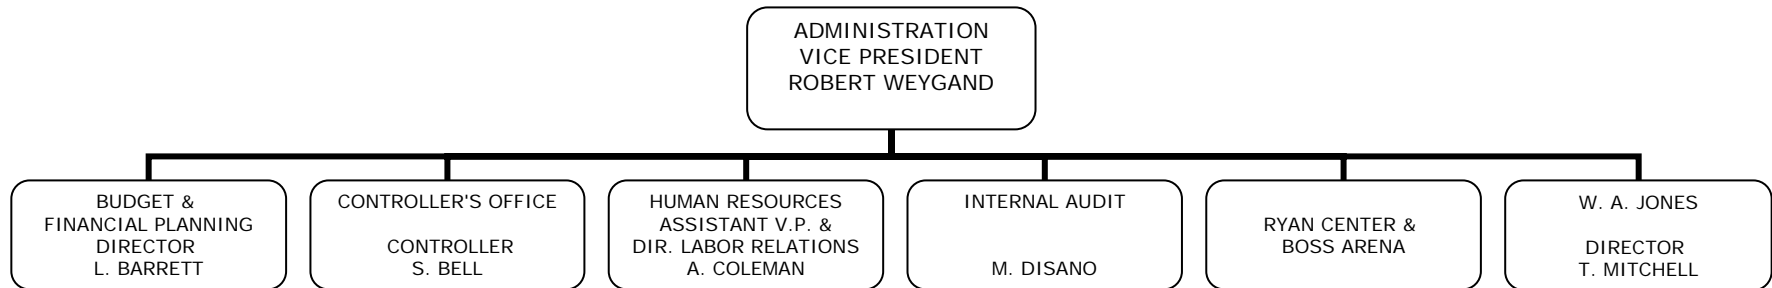 ADMINISTRATION
VICE PRESIDENT
ROBERT WEYGAND
BUDGET &
FINANCIAL PLANNING
DIRECTOR
L. BARRETT
CONTROLLER'S OFFICE
CONTROLLER
S. BELL
HUMAN RESOURCES
ASSISTANT V.P. &
DIR. LABOR RELATIONS
A. COLEMAN
INTERNAL AUDIT
M. DISANO
RYAN CENTER &
BOSS ARENA
W. A. JONES
DIRECTOR
T. MITCHELL